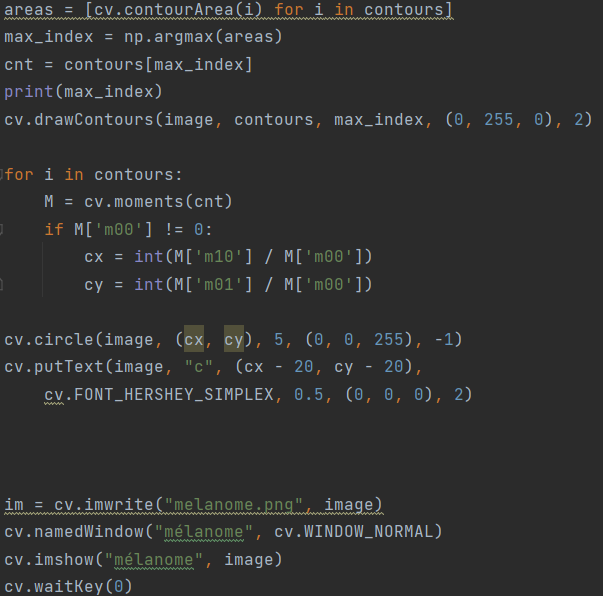 areas = [cv.contourArea(i) for i in contours]
max_index = np.argmax(areas)
cnt = contours[max_index]
print(max_index)
cv.drawContours(image, contours, max_index, (0, 255, 0), 2)
for i in contours:
    M = cv.moments(cnt)
    if M['m00'] != 0:
        cx = int(M['m10'] / M['m00'])
        cy = int(M['m01'] / M['m00'])
cv.circle(image, (cx, cy), 5, (0, 0, 255), -1)
cv.putText(image, "c", (cx - 20, cy - 20),
    cv.FONT_HERSHEY_SIMPLEX, 0.5, (0, 0, 0), 2)
im = cv.imwrite("melanome.png", image)
cv.namedWindow("mélanome", cv.WINDOW_NORMAL)
cv.imshow("mélanome", image)
cv.waitKey(0)